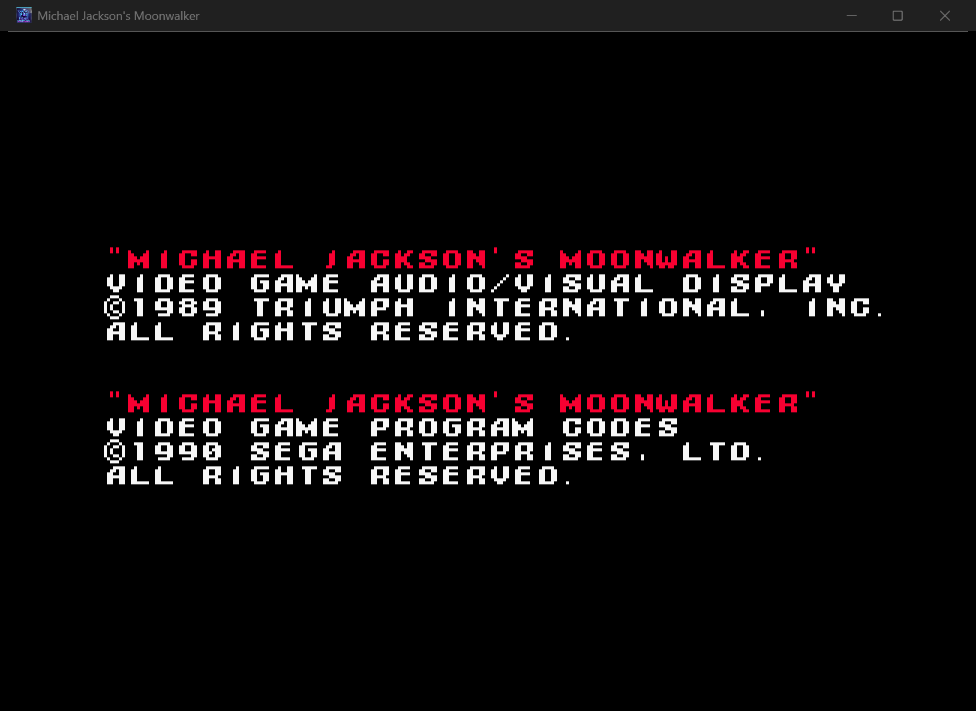 Michael Jackson's Moonwalker
"MICHAEL JACKSON'S MOONWALKER"
VIDEO GAME AUDIO/VISUAL DISPLAY
©1989 TRIUMPH INTERNATIONAL, INC.
ALL RIGHTS RESERVED.
"MICHAEL JACKSON'S MOONWALKER"
VIDEO GAME PROGRAM CODES
©1990 SEGA ENTERPRISES, LTD.
ALL RIGHTS RESERVED.